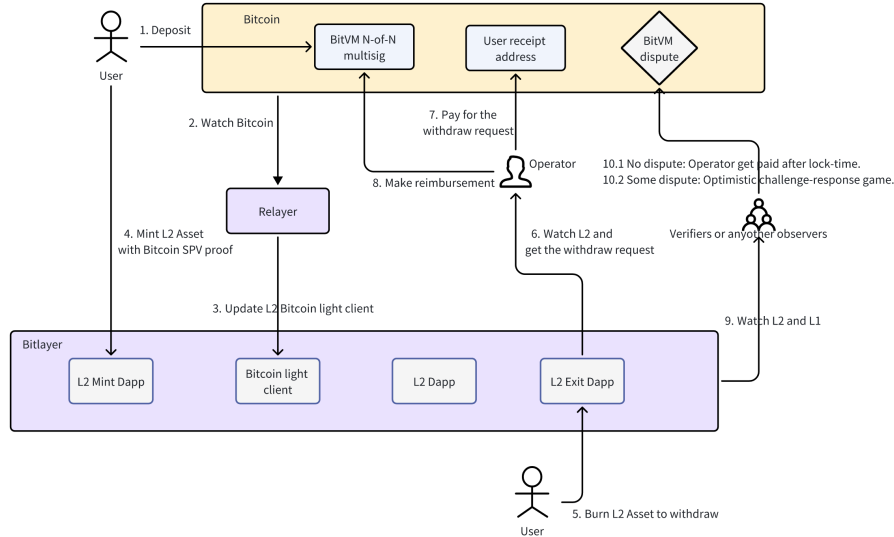 Bitcoin
1. Deposit
BitVM N-of-N
multisig
User receipt
address
BitVM
dispute
User
2. Watch Bitcoin
7. Pay for the
withdraw request
Operator
10.1 No dispute: Operator get paid after lock-time.
10.2 Some dispute: Optimistic challenge-response game.
8. Make reimbursement
Relayer
4. Mint L2 Asset
with Bitcoin SPV proof
6. Watch L2 and
get the withdraw request
Verifiers or anyother observers
3. Update L2 Bitcoin light client
9. Watch L2 and L1
Bitlayer
L2 Mint Dapp
Bitcoin light
client
L2 Dapp
L2 Exit Dapp
5. Burn L2 Asset to withdraw
User